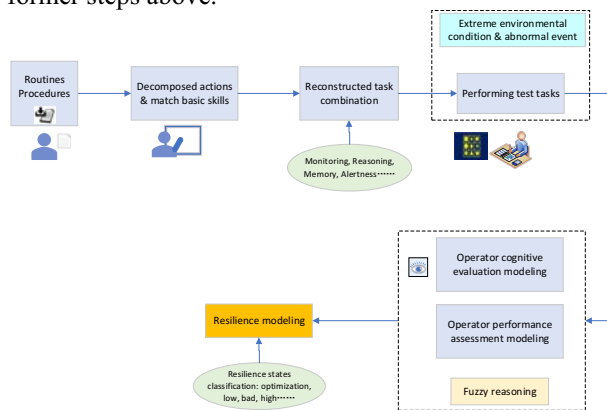 former steps above.
Extreme environmental
condition & abnormal event
Routines
Procedures
Decomposed actions
& match basic skills
Reconstructed task
combination
Performing test tasks
Monitoring, Reasoning,
Memory, Alertness······
Operator cognitive
evaluation modeling
Resilience modeling
Operator performance
assessment modeling
Resilience states
classification: optimization,
low, bad, high······
Fuzzy reasoning